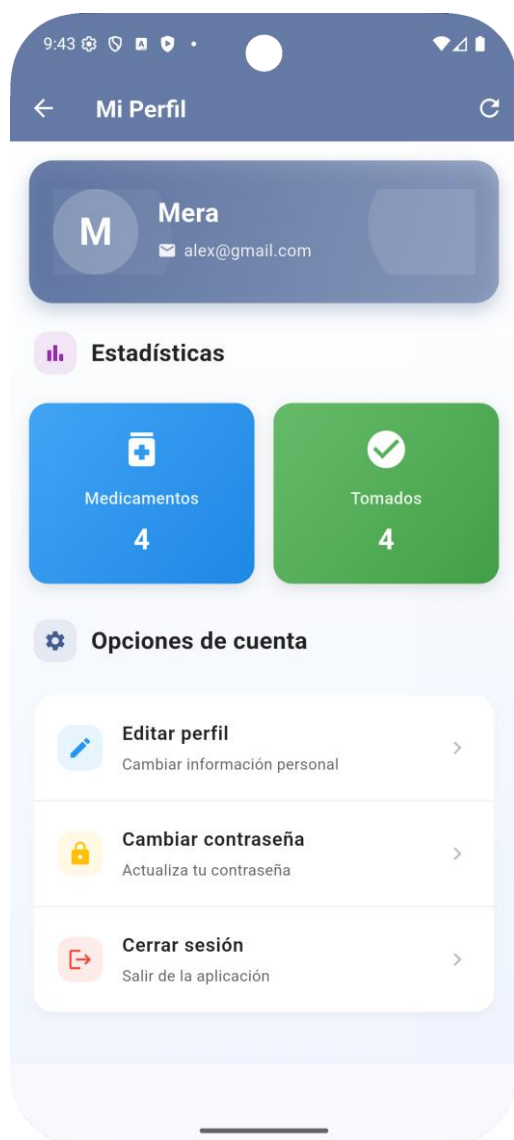 9:43
Mi Perfil
M
Mera
alex@gmail.com
Estadísticas
Medicamentos
4
Tomados
4
Opciones de cuenta
Editar perfil
Cambiar información personal
Cambiar contraseña
Actualiza tu contraseña
Cerrar sesión
Salir de la aplicación